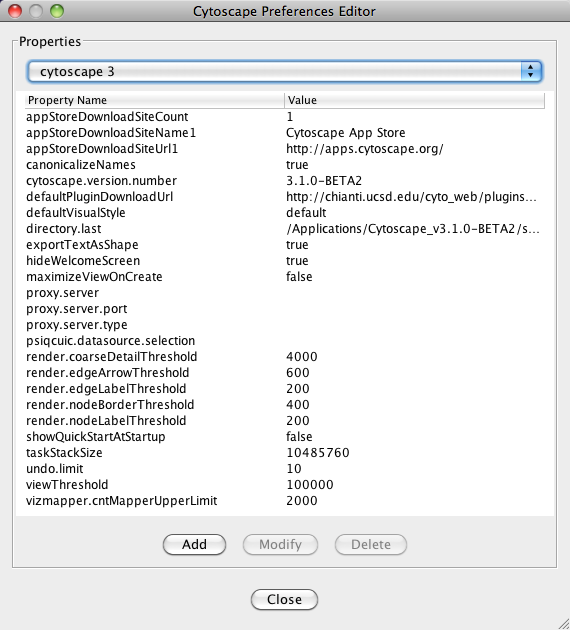 Cytoscape Preferences Editor
Properties
cytoscape 3
Property Name Value
appStoreDownloadSiteCount 1
appStoreDownloadSiteName1 Cytoscape App Store
appStoreDownloadSiteUrl1 http://apps.cytoscape.org/
canonicalizeNames true
cytoscape.version.number 3.1.0-BETA2
defaultPluginDownloadUrl http://chianti.ucsd.edu/cyto_web/plugins...
defaultVisualStyle default
directory.last /Applications/Cytoscape_v3.1.0-BETA2/s...
exportTextAsShape true
hideWelcomeScreen true
maximizeViewOnCreate false
proxy.server
proxy.server.port
proxy.server.type
psiqcuic.datasource.selection
render.coarseDetailThreshold 4000
render.edgeArrowThreshold 600
render.edgeLabelThreshold 200
render.nodeBorderThreshold 400
render.nodeLabelThreshold 200
showQuickStartAtStartup false
taskStackSize 10485760
undo.limit 10
viewThreshold 100000
vizmapper.cntMapperUpperLimit 2000
Add Modify Delete
Close